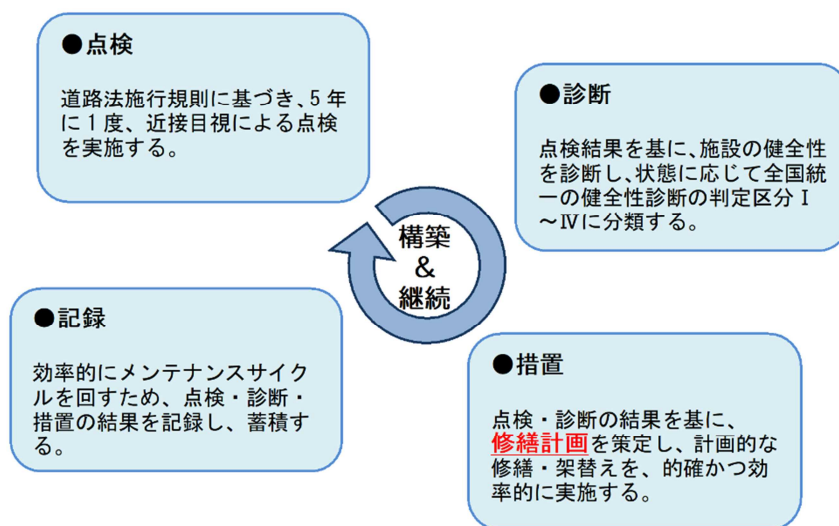 ●点検
道路法施行規則に基づき、5年
に1度、近接目視による点検
を実施する。
●診断
点検結果を基に、施設の健全性
を診断し、状態に応じて全国統
一の健全性診断の判定区分Ⅰ
～Ⅳに分類する。
構築
&
継続
●措置
点検・診断の結果を基に、
修繕計画を策定し、計画的な
修繕・架替えを、的確かつ効
率的に実施する。
●記録
効率的にメンテナンスサイク
ルを回すため、点検・診断・
措置の結果を記録し、蓄積す
る。